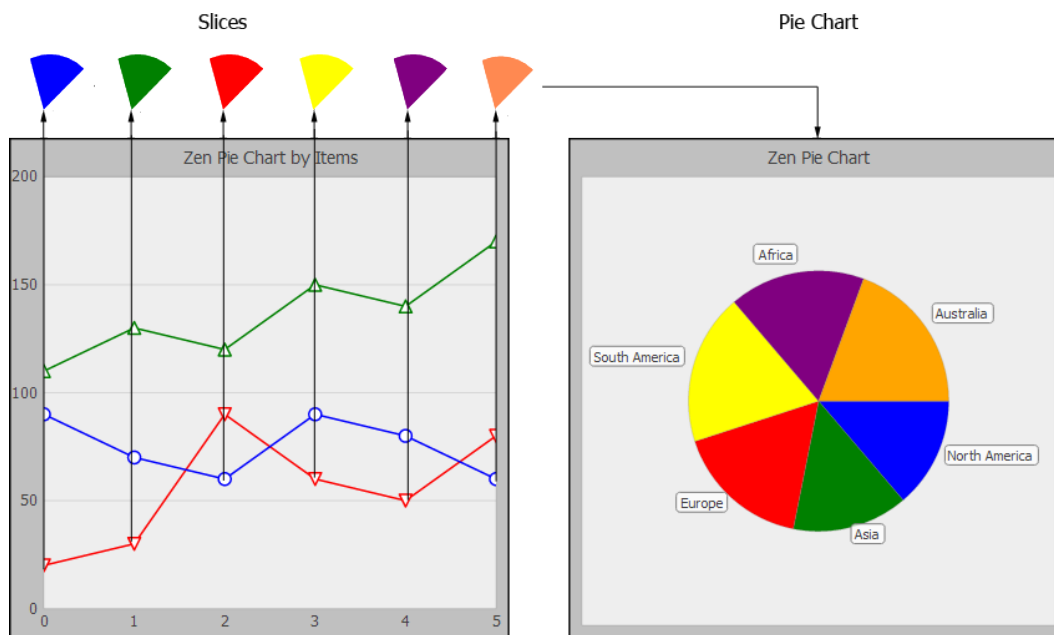 Slices
Pie Chart
Zen Pie Chart by Items
200
150
100
50
0
0 1 2 3 4 5
Zen Pie Chart
Africa
Australia
South America
North America
Europe
Asia